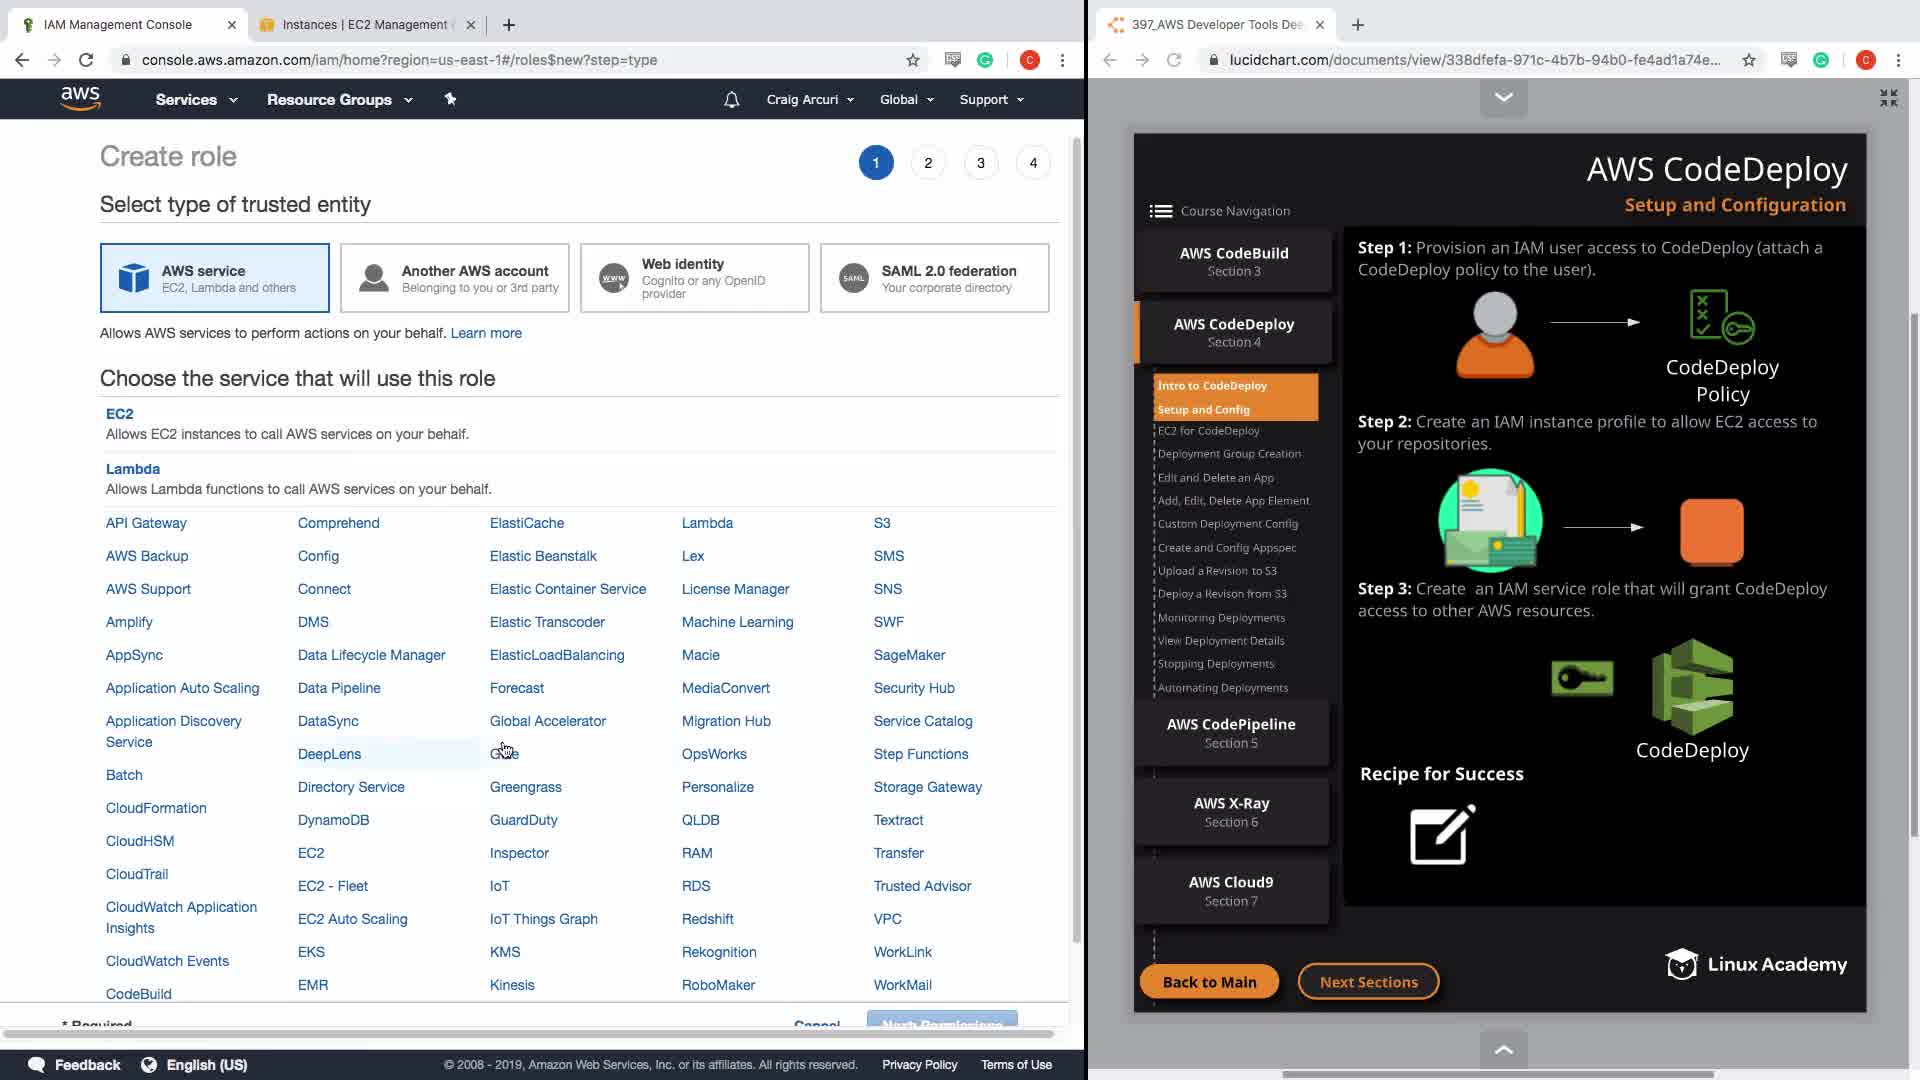 IAM Management Console
Instances | EC2 Management
console.aws.amazon.com/iam/home?region=us-east-1#/roles$new?step=type
aws
Services
Resource Groups
Craig Arcuri
Global
Support
Create role
1
2
3
4
Select type of trusted entity
AWS service
EC2, Lambda and others
Another AWS account
Belonging to you or 3rd party
www
Web identity
Cognito or any OpenID
provider
SAML
SAML 2.0 federation
Your corporate directory
Allows AWS services to perform actions on your behalf. Learn more
Choose the service that will use this role
EC2
Allows EC2 instances to call AWS services on your behalf.
Lambda
Allows Lambda functions to call AWS services on your behalf.
API Gateway
AWS Backup
AWS Support
Amplify
AppSync
Application Auto Scaling
Application Discovery
Service
Batch
CloudFormation
CloudHSM
CloudTrail
CloudWatch Application
Insights
CloudWatch Events
CodeBuild
Comprehend
Config
Connect
DMS
Data Lifecycle Manager
Data Pipeline
DataSync
DeepLens
Directory Service
DynamoDB
EC2
EC2 - Fleet
EC2 Auto Scaling
EKS
EMR
ElastiCache
Elastic Beanstalk
Elastic Container Service
Elastic Transcoder
ElasticLoadBalancing
Forecast
Global Accelerator
Greengrass
GuardDuty
Inspector
IoT
IoT Things Graph
KMS
Kinesis
Lambda
Lex
License Manager
Machine Learning
Macie
MediaConvert
Migration Hub
OpsWorks
Personalize
QLDB
RAM
RDS
Redshift
Rekognition
RoboMaker
S3
SMS
SNS
SWF
SageMaker
Security Hub
Service Catalog
Step Functions
Storage Gateway
Textract
Transfer
Trusted Advisor
VPC
WorkLink
WorkMail
* Required
Cancel
Next: Permissions
Feedback
English (US)
© 2008 - 2019, Amazon Web Services, Inc. or its affiliates. All rights reserved.
Privacy Policy
Terms of Use
397_AWS Developer Tools Dee
lucidchart.com/documents/view/338dfefa-971c-4b7b-94b0-fe4ad1a74e...
C
C
AWS CodeDeploy
Setup and Configuration
Course Navigation
AWS CodeBuild
Section 3
AWS CodeDeploy
Section 4
Intro to CodeDeploy
Setup and Config
EC2 for CodeDeploy
Deployment Group Creation
Edit and Delete an App
Add, Edit, Delete App Element
Custom Deployment Config
Create and Config Appspec
Upload a Revision to S3
Deploy a Revison from S3
Monitoring Deployments
View Deployment Details
Stopping Deployments
Automating Deployments
AWS CodePipeline
Section 5
AWS X-Ray
Section 6
AWS Cloud9
Section 7
Back to Main
Next Sections
Step 1: Provision an IAM user access to CodeDeploy (attach a
CodeDeploy policy to the user).
CodeDeploy
Policy
Step 2: Create an IAM instance profile to allow EC2 access to
your repositories.
Step 3: Create an IAM service role that will grant CodeDeploy
access to other AWS resources.
CodeDeploy
Recipe for Success
Linux Academy